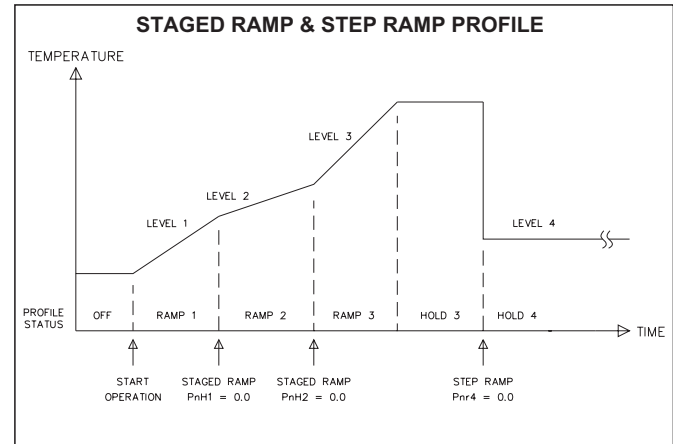 STAGED RAMP & STEP RAMP PROFILE
TEMPERATURE
LEVEL 3
LEVEL 2
LEVEL 1
LEVEL 4
PROFILE
STATUS
OFF
RAMP 1
RAMP 2
RAMP 3
HOLD 3
HOLD 4
TIME
START
OPERATION
STAGED RAMP
PnH1 = 0.0
STAGED RAMP
PnH2 = 0.0
STEP RAMP
Pnr4 = 0.0